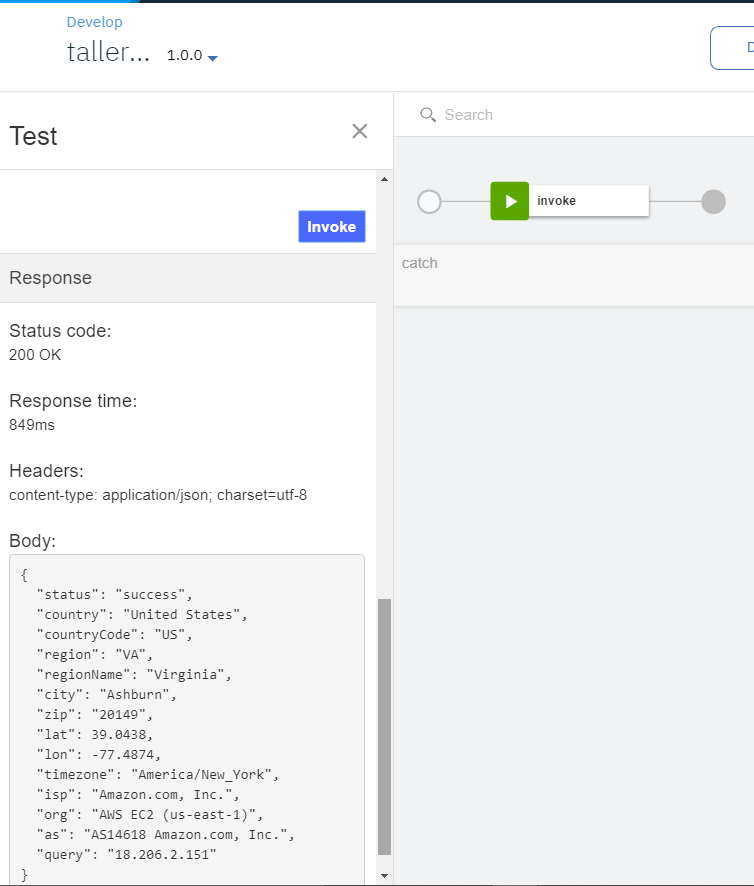 Develop
taller... 1.0.0
D
Test
Search
invoke
catch
Invoke
Response
Status code:
200 OK
Response time:
849ms
Headers:
content-type: application/json; charset=utf-8
Body:
{
  "status": "success",
  "country": "United States",
  "countryCode": "US",
  "region": "VA",
  "regionName": "Virginia",
  "city": "Ashburn",
  "zip": "20149",
  "lat": 39.0438,
  "lon": -77.4874,
  "timezone": "America/New_York",
  "isp": "Amazon.com, Inc.",
  "org": "AWS EC2 (us-east-1)",
  "as": "AS14618 Amazon.com, Inc.",
  "query": "18.206.2.151"
}